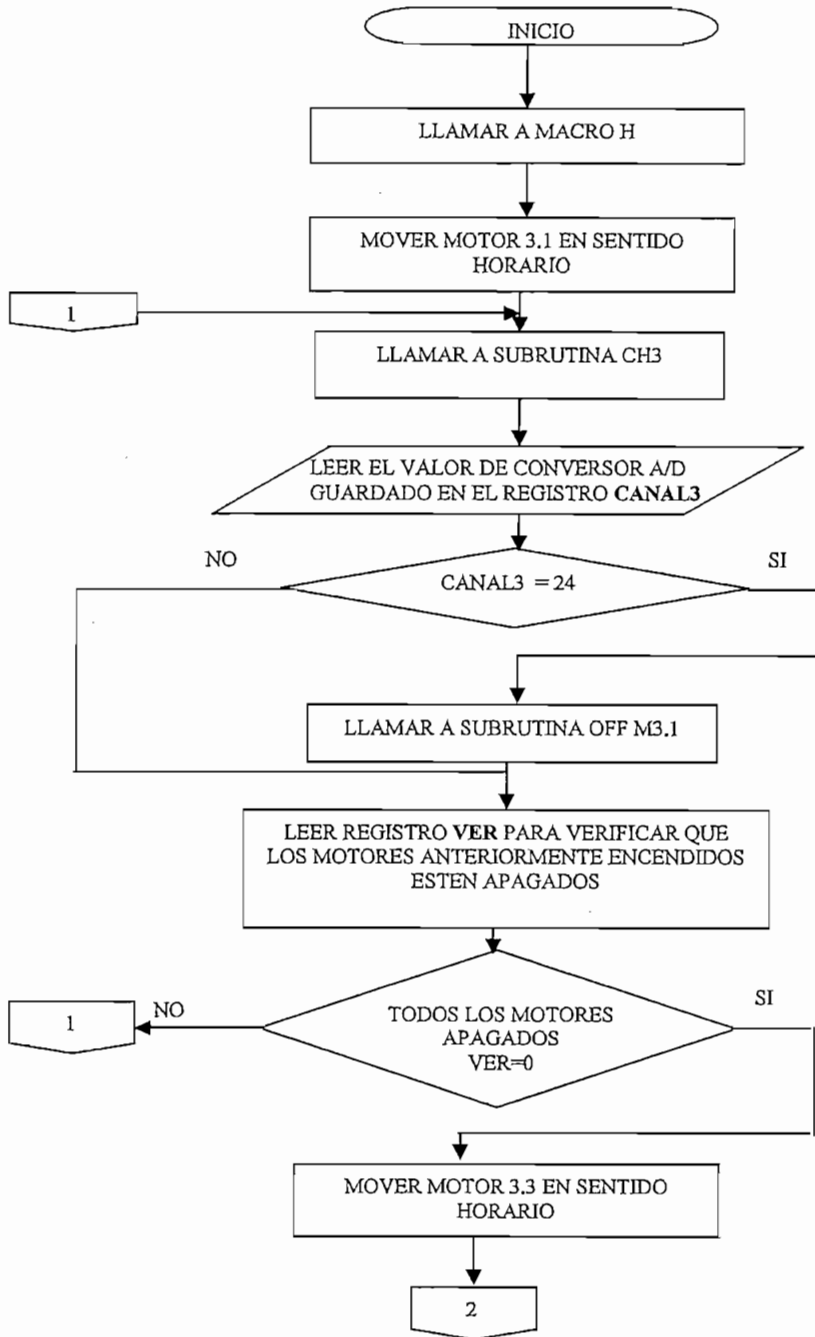 INICIO
LLAMAR A MACRO H
MOVER MOTOR 3.1 EN SENTIDO
HORARIO
1
LLAMAR A SUBRUTINA CH3
LEER EL VALOR DE CONVERSOR A/D
GUARDADO EN EL REGISTRO CANAL3
NO
SI
CANAL3 = 24
LLAMAR A SUBRUTINA OFF M3.1
LEER REGISTRO VER PARA VERIFICAR QUE
LOS MOTORES ANTERIORMENTE ENCENDIDOS
ESTEN APAGADOS
1
NO
SI
TODOS LOS MOTORES
APAGADOS
VER=0
MOVER MOTOR 3.3 EN SENTIDO
HORARIO
2